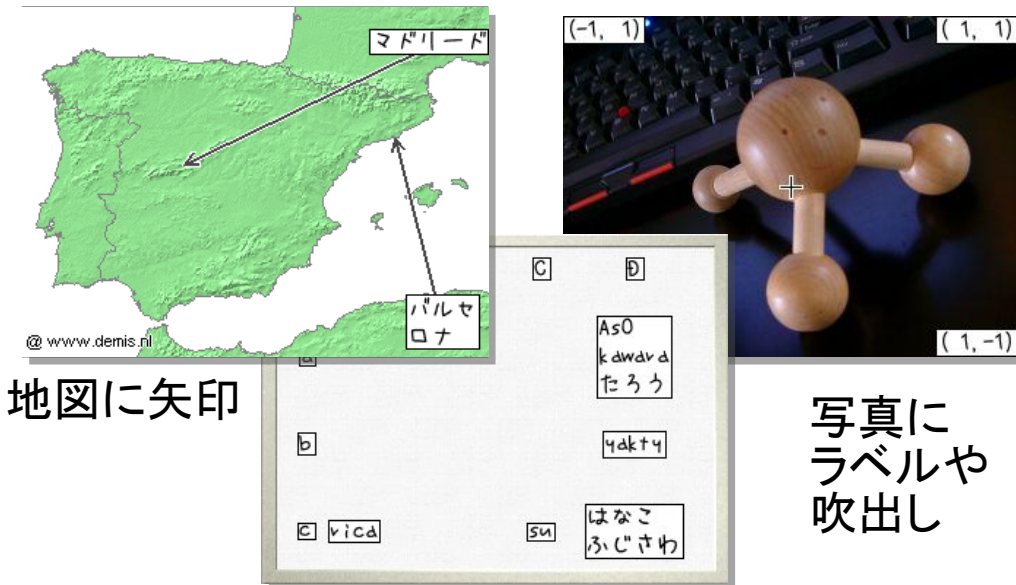 マドリード
バルセ
ロナ
@ www.demis.nl
地図に矢印
(-1, 1)
( 1, 1)
( 1,-1)
写真に
ラベルや
吹出し
C
Đ
a
AsO
kdwdrd
たろう
b
ydkty
c ricd
su
はなこ
ふじさわ